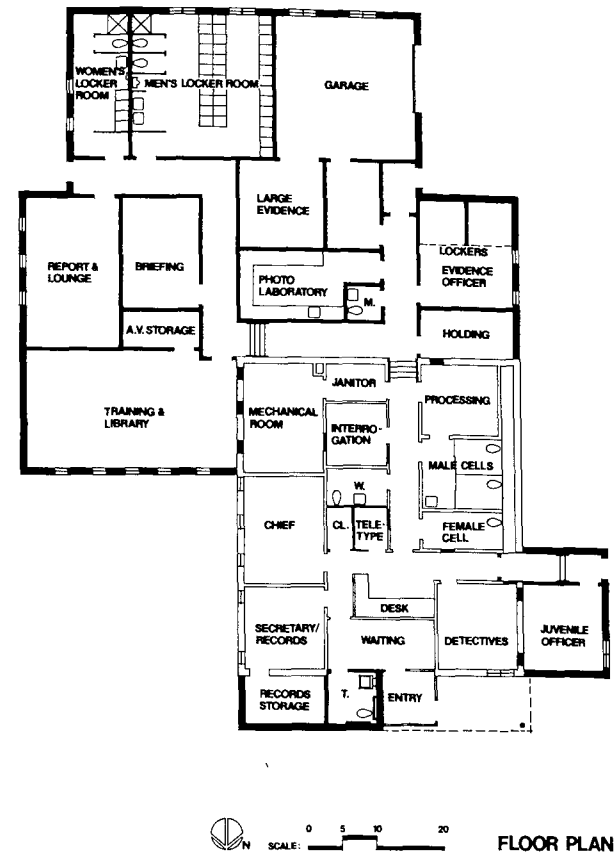 WOMEN'S
LOCKER
ROOM
MEN'S LOCKER ROOM
GARAGE
LARGE
EVIDENCE
REPORT &
LOUNGE
BRIEFING
LOCKERS
EVIDENCE
OFFICER
PHOTO
LABORATORY
M.
A.V. STORAGE
HOLDING
TRAINING &
LIBRARY
MECHANICAL
ROOM
JANITOR
PROCESSING
INTERRO-
GATION
MALE CELLS
W.
CHIEF
CL.
TELE-
TYPE
FEMALE
CELL
DESK
SECRETARY/
RECORDS
WAITING
DETECTIVES
JUVENILE
OFFICER
RECORDS
STORAGE
T.
ENTRY
N
SCALE:
0 5 10 20
FLOOR PLAN